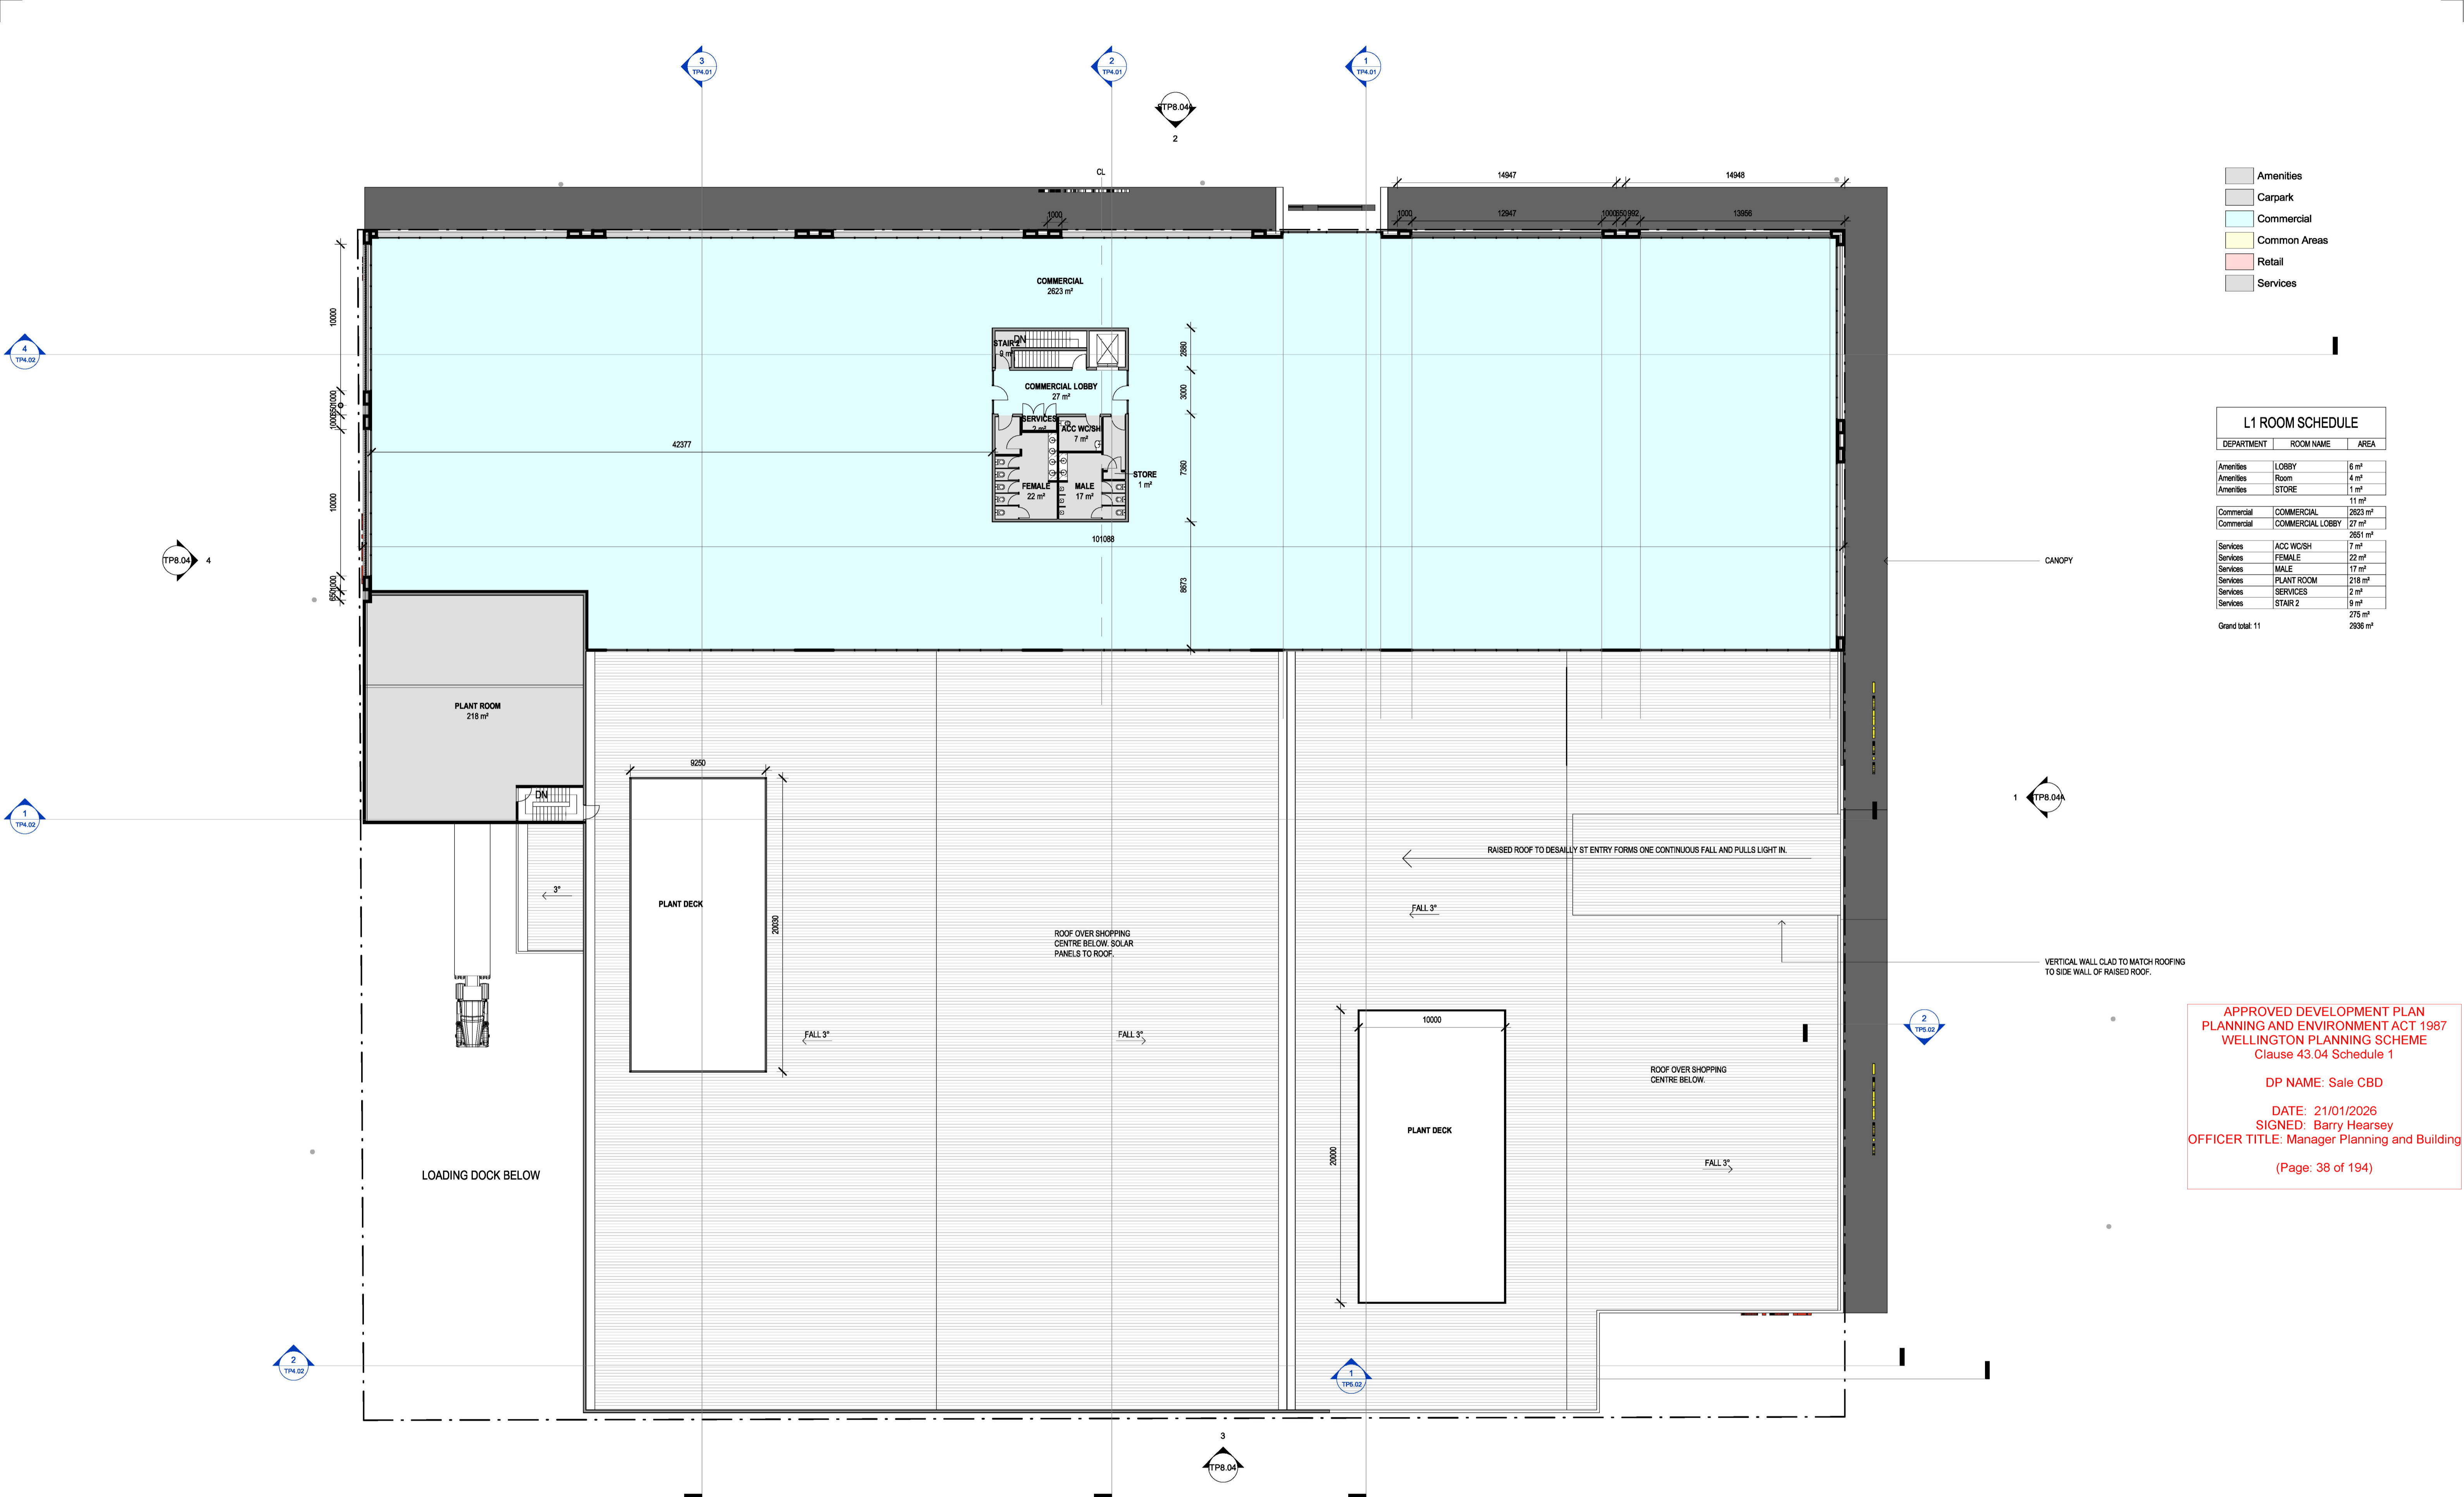 3
TP4.01
2
TP4.01
1
TP4.01
TP8.04A
2
CL
14947
14948
1000
1000
12947
1000
650
992
13956
Amenities
Carpark
Commercial
Common Areas
Retail
Services
COMMERCIAL
2623 m²
10000
4
TP4.02
DN
STAIR 2
9 m²
2880
COMMERCIAL LOBBY
27 m²
3000
1000
650
1000
SERVICES
2 m²
ACC WC/SH
7 m²
42377
7360
STORE
1 m²
FEMALE
22 m²
MALE
17 m²
10000
101088
8673
1000
650
TP8.04
4
CANOPY
L1 ROOM SCHEDULE
DEPARTMENT ROOM NAME AREA
Amenities LOBBY 6 m²
Amenities Room 4 m²
Amenities STORE 1 m²
11 m²
Commercial COMMERCIAL 2623 m²
Commercial COMMERCIAL LOBBY 27 m²
2651 m²
Services ACC WC/SH 7 m²
Services FEMALE 22 m²
Services MALE 17 m²
Services PLANT ROOM 218 m²
Services SERVICES 2 m²
Services STAIR 2 9 m²
275 m²
Grand total: 11 2936 m²
PLANT ROOM
218 m²
9250
DN
1
TP4.02
1
TP8.04A
RAISED ROOF TO DESAILLY ST ENTRY FORMS ONE CONTINUOUS FALL AND PULLS LIGHT IN.
3°
PLANT DECK
20030
FALL 3°
ROOF OVER SHOPPING
CENTRE BELOW. SOLAR
PANELS TO ROOF.
VERTICAL WALL CLAD TO MATCH ROOFING
TO SIDE WALL OF RAISED ROOF.
FALL 3°
FALL 3°
10000
2
TP5.02
ROOF OVER SHOPPING
CENTRE BELOW.
PLANT DECK
20000
FALL 3°
LOADING DOCK BELOW
APPROVED DEVELOPMENT PLAN
PLANNING AND ENVIRONMENT ACT 1987
WELLINGTON PLANNING SCHEME
Clause 43.04 Schedule 1
DP NAME: Sale CBD
DATE: 21/01/2026
SIGNED: Barry Hearsey
OFFICER TITLE: Manager Planning and Building
(Page: 38 of 194)
2
TP4.02
1
TP5.02
3
TP8.04